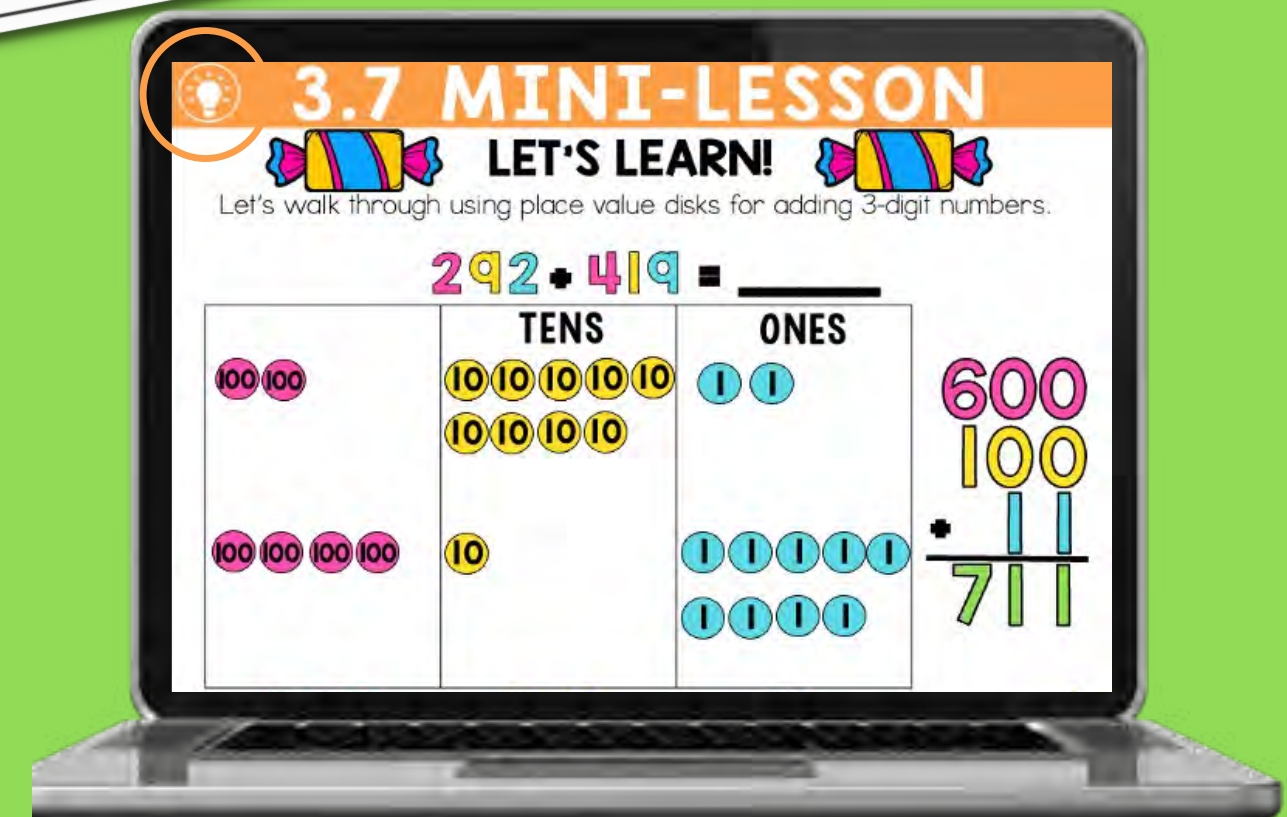 3.7 MINI-LESSON
LET'S LEARN!
Let's walk through using place value disks for adding 3-digit numbers.
292 + 419 = ______
TENS ONES
100 100 10 10 10 10 10 1 1
10 10 10 10
100 100 100 100 10 1 1 1 1 1
1 1 1 1
600
100
+ 11
711